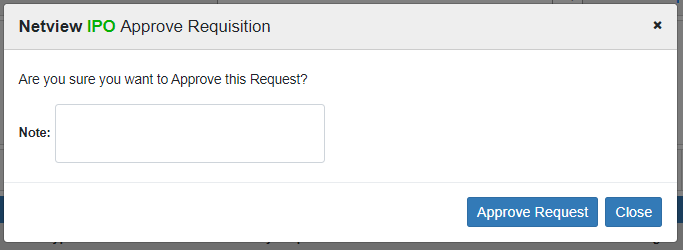 Netview IPO Approve Requisition ×
Are you sure you want to Approve this Request?
Note:
Approve Request Close